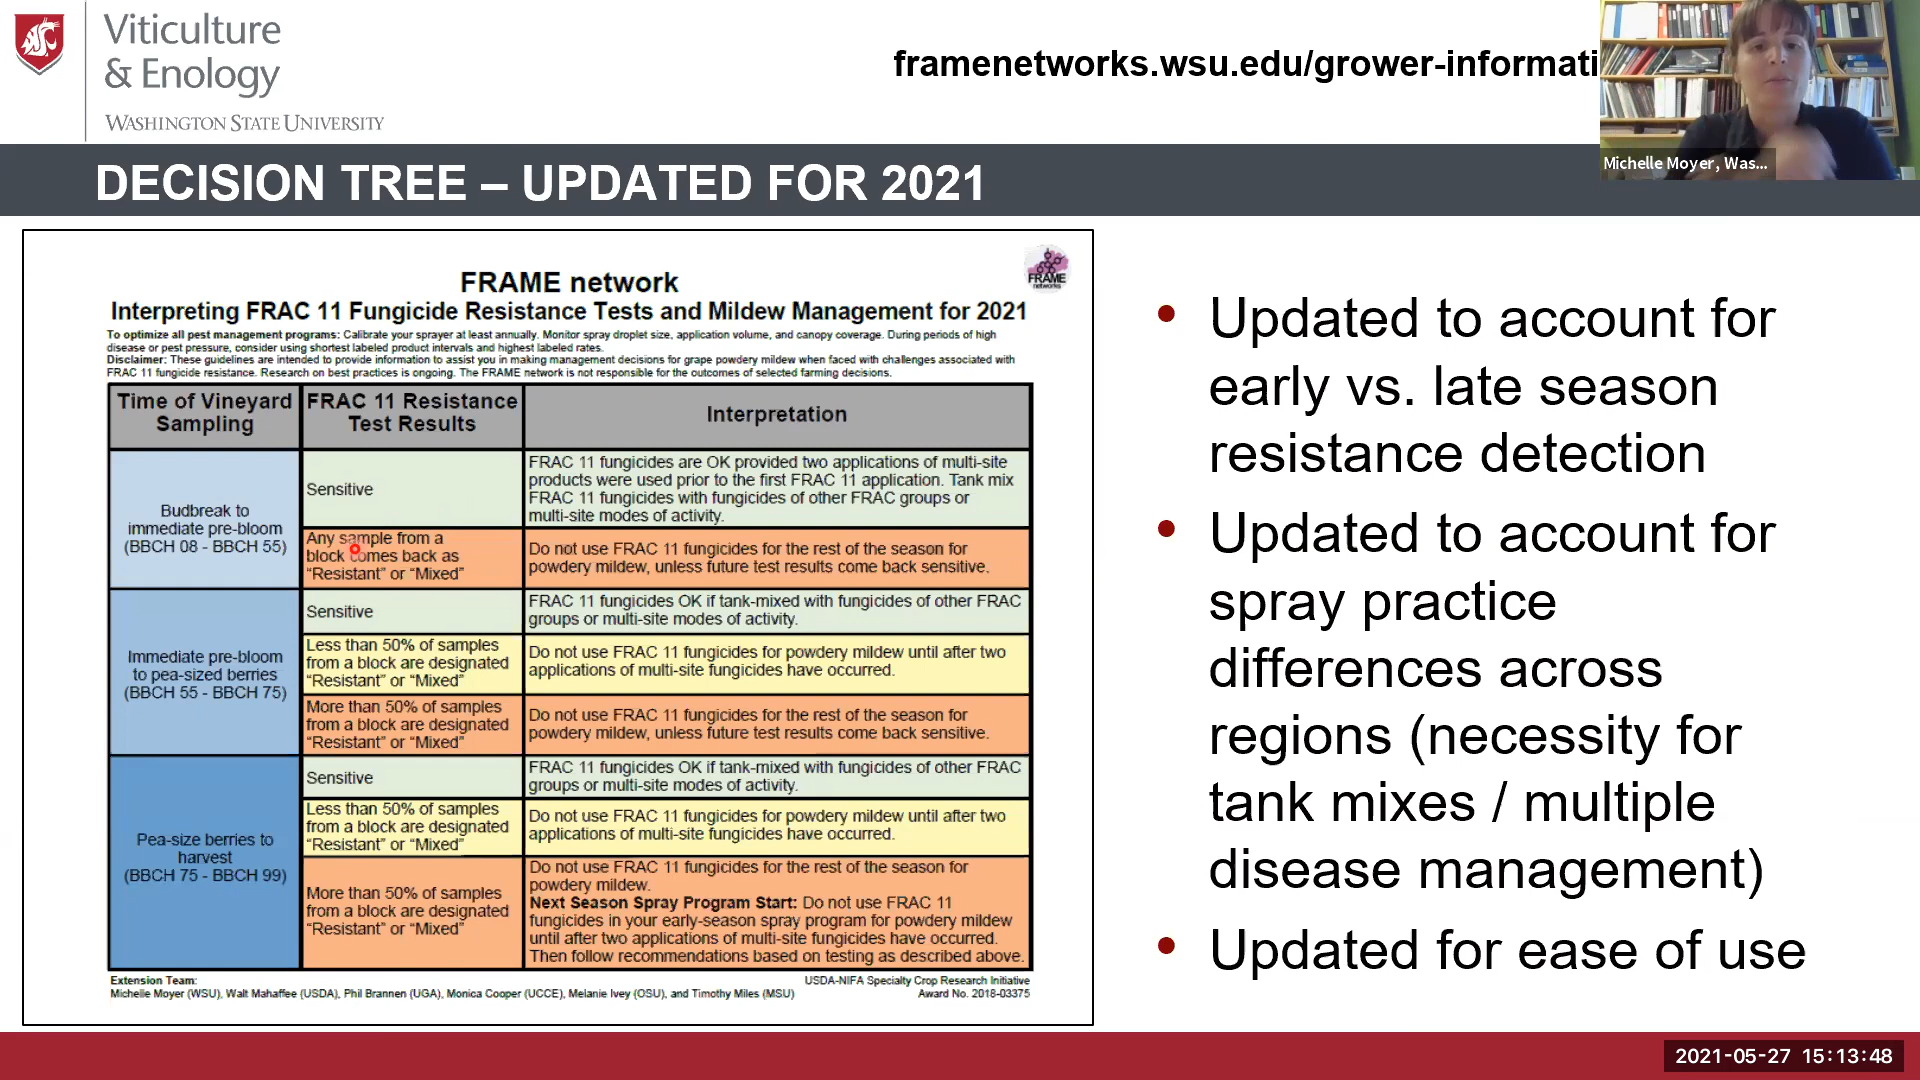 Viticulture
& Enology
WASHINGTON STATE UNIVERSITY
framenetworks.wsu.edu/grower-informati
Michelle Moyer, Was...
DECISION TREE – UPDATED FOR 2021
FRAME network
FRAME
networks
Interpreting FRAC 11 Fungicide Resistance Tests and Mildew Management for 2021
To optimize all pest management programs: Calibrate your sprayer at least annually. Monitor spray droplet size, application volume, and canopy coverage. During periods of high
disease or pest pressure, consider using shortest labeled product intervals and highest labeled rates.
Disclaimer: These guidelines are intended to provide information to assist you in making management decisions for grape powdery mildew when faced with challenges associated with
FRAC 11 fungicide resistance. Research on best practices is ongoing. The FRAME network is not responsible for the outcomes of selected farming decisions.
Time of Vineyard
Sampling
FRAC 11 Resistance
Test Results
Interpretation
Budbreak to
immediate pre-bloom
(BBCH 08 - BBCH 55)
Sensitive
FRAC 11 fungicides are OK provided two applications of multi-site
products were used prior to the first FRAC 11 application. Tank mix
FRAC 11 fungicides with fungicides of other FRAC groups or
multi-site modes of activity.
Any sample from a
block comes back as
“Resistant” or “Mixed”
Do not use FRAC 11 fungicides for the rest of the season for
powdery mildew, unless future test results come back sensitive.
Immediate pre-bloom
to pea-sized berries
(BBCH 55 - BBCH 75)
Sensitive
FRAC 11 fungicides OK if tank-mixed with fungicides of other FRAC
groups or multi-site modes of activity.
Less than 50% of samples
from a block are designated
“Resistant” or “Mixed”
Do not use FRAC 11 fungicides for powdery mildew until after two
applications of multi-site fungicides have occurred.
More than 50% of samples
from a block are designated
“Resistant” or “Mixed”
Do not use FRAC 11 fungicides for the rest of the season for
powdery mildew, unless future test results come back sensitive.
Pea-size berries to
harvest
(BBCH 75 - BBCH 99)
Sensitive
FRAC 11 fungicides OK if tank-mixed with fungicides of other FRAC
groups or multi-site modes of activity.
Less than 50% of samples
from a block are designated
“Resistant” or “Mixed”
Do not use FRAC 11 fungicides for powdery mildew until after two
applications of multi-site fungicides have occurred.
More than 50% of samples
from a block are designated
“Resistant” or “Mixed”
Do not use FRAC 11 fungicides for the rest of the season for
powdery mildew.
Next Season Spray Program Start: Do not use FRAC 11
fungicides in your early-season spray program for powdery mildew
until after two applications of multi-site fungicides have occurred.
Then follow recommendations based on testing as described above.
Extension Team:
Michelle Moyer (WSU), Walt Mahaffee (USDA), Phil Brannen (UGA), Monica Cooper (UCCE), Melanie Ivey (OSU), and Timothy Miles (MSU)
USDA-NIFA Specialty Crop Research Initiative
Award No. 2018-03375
• Updated to account for
early vs. late season
resistance detection
• Updated to account for
spray practice
differences across
regions (necessity for
tank mixes / multiple
disease management)
• Updated for ease of use
2021-05-27 15:13:48